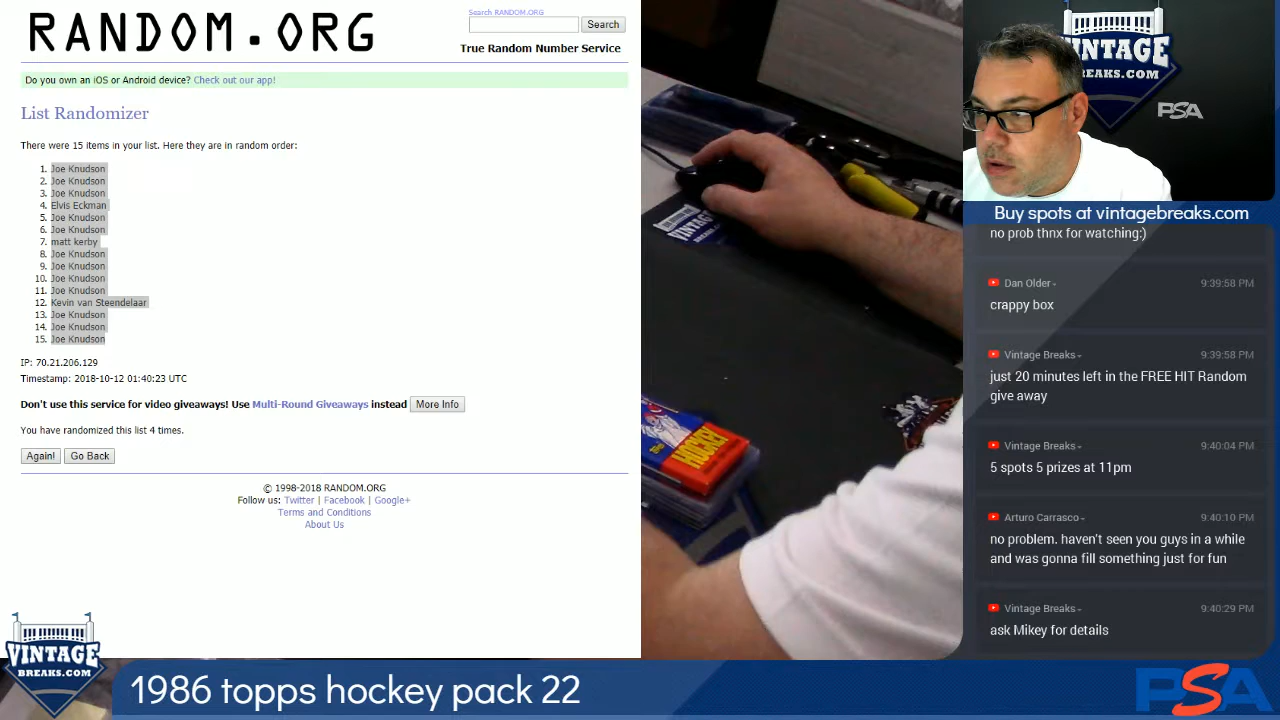 RANDOM.ORG
Search RANDOM.ORG
Search
True Random Number Service
Do you own an iOS or Android device? Check out our app!
List Randomizer
There were 15 items in your list. Here they are in random order:
1. Joe Knudson
2. Joe Knudson
3. Joe Knudson
4. Elvis Eckman
5. Joe Knudson
6. Joe Knudson
7. matt kerby
8. Joe Knudson
9. Joe Knudson
10. Joe Knudson
11. Joe Knudson
12. Kevin van Steendelaar
13. Joe Knudson
14. Joe Knudson
15. Joe Knudson
IP: 70.21.206.129
Timestamp: 2018-10-12 01:40:23 UTC
Don't use this service for video giveaways! Use Multi-Round Giveaways instead More Info
You have randomized this list 4 times.
Again! Go Back
© 1998-2018 RANDOM.ORG
Follow us: Twitter | Facebook | Google+
Terms and Conditions
About Us
VINTAGE
HOCKEY
VINTAGE
BREAKS.COM
PSA
Buy spots at vintagebreaks.com
no prob thnx for watching:)
Dan Older 9:39:58 PM
crappy box
Vintage Breaks 9:39:58 PM
just 20 minutes left in the FREE HIT Random
give away
Vintage Breaks 9:40:04 PM
5 spots 5 prizes at 11pm
Arturo Carrasco 9:40:10 PM
no problem. haven't seen you guys in a while
and was gonna fill something just for fun
Vintage Breaks 9:40:29 PM
ask Mikey for details
VINTAGE
BREAKS.COM
1986 topps hockey pack 22
PSA